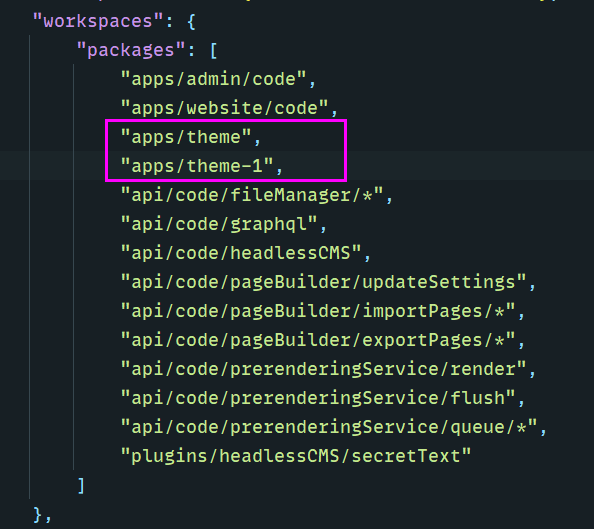 "workspaces": {
"packages": [
"apps/admin/code",
"apps/website/code",
"apps/theme",
"apps/theme-1",
"api/code/fileManager/*",
"api/code/graphql",
"api/code/headlessCMS",
"api/code/pageBuilder/updateSettings",
"api/code/pageBuilder/importPages/*",
"api/code/pageBuilder/exportPages/*",
"api/code/prerenderingService/render",
"api/code/prerenderingService/flush",
"api/code/prerenderingService/queue/*",
"plugins/headlessCMS/secretText"
]
},